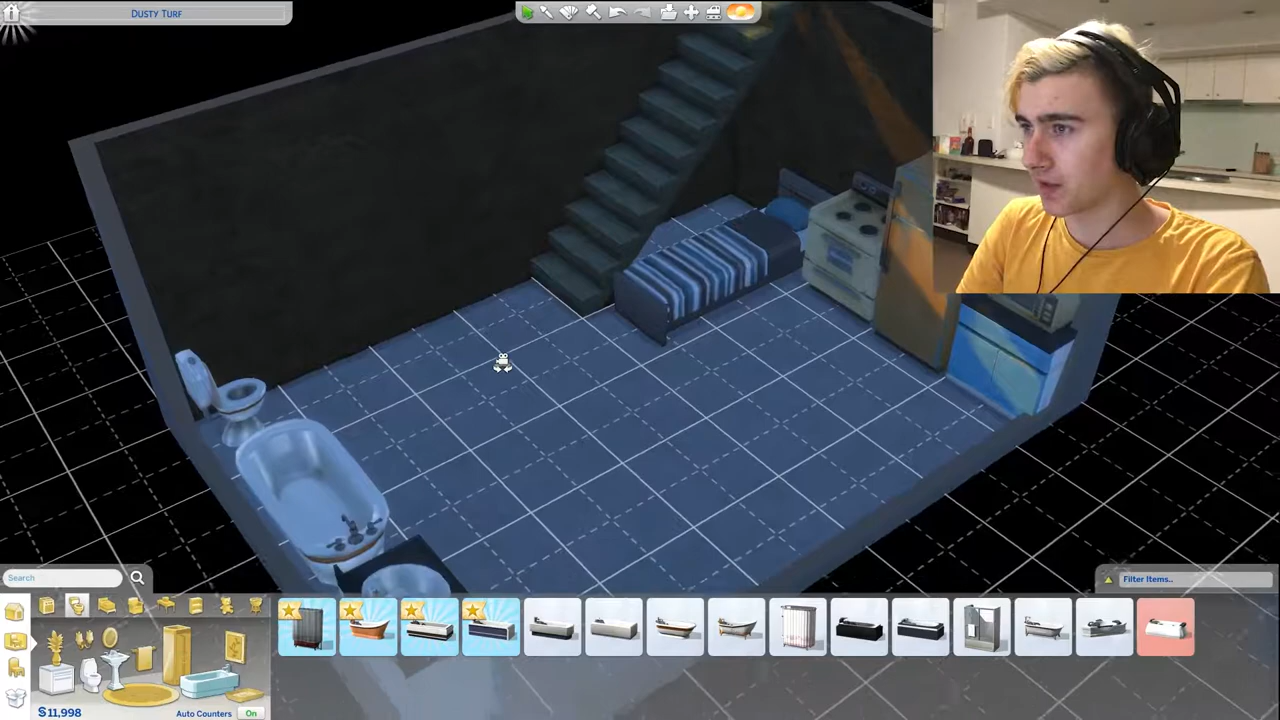 Dusty Turf
Search
Filter Items..
$11,998
Auto Counters On